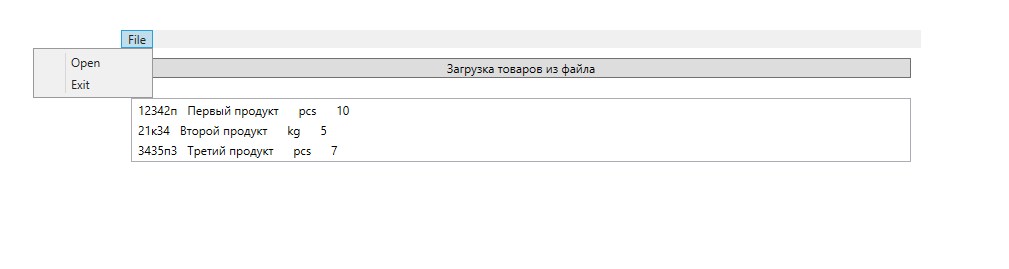 File
Open
Exit
Загрузка товаров из файла
12342п Первый продукт pcs 10
21к34 Второй продукт kg 5
3435п3 Третий продукт pcs 7